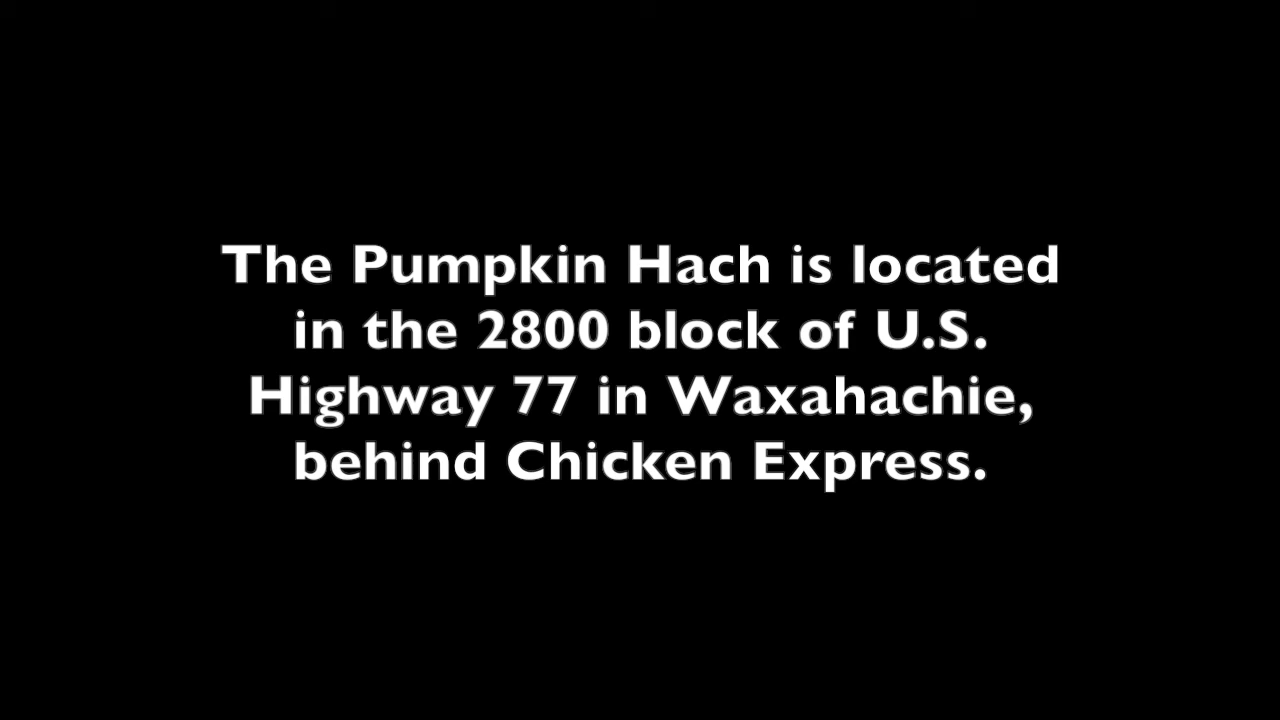 The Pumpkin Hach is located
in the 2800 block of U.S.
Highway 77 in Waxahachie,
behind Chicken Express.